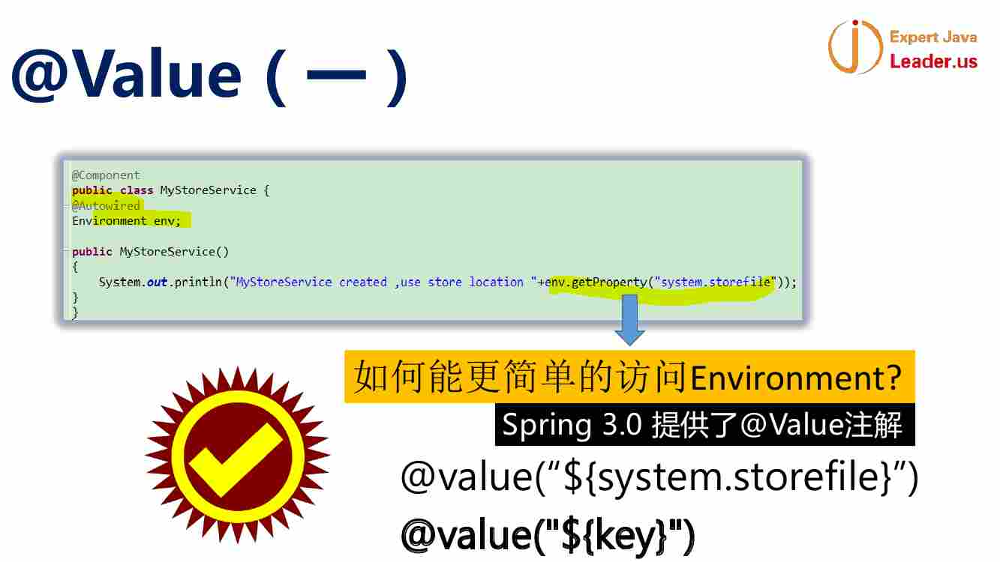 @Value（一）
Expert Java
Leader.us
@Component
public class MyStoreService {
@Autowired
Environment env;
public MyStoreService()
{
System.out.println("MyStoreService created ,use store location "+env.getProperty("system.storefile"));
}
}
如何能更简单的访问Environment?
Spring 3.0 提供了@Value注解
@value(“${system.storefile}”)
@value("${key}")